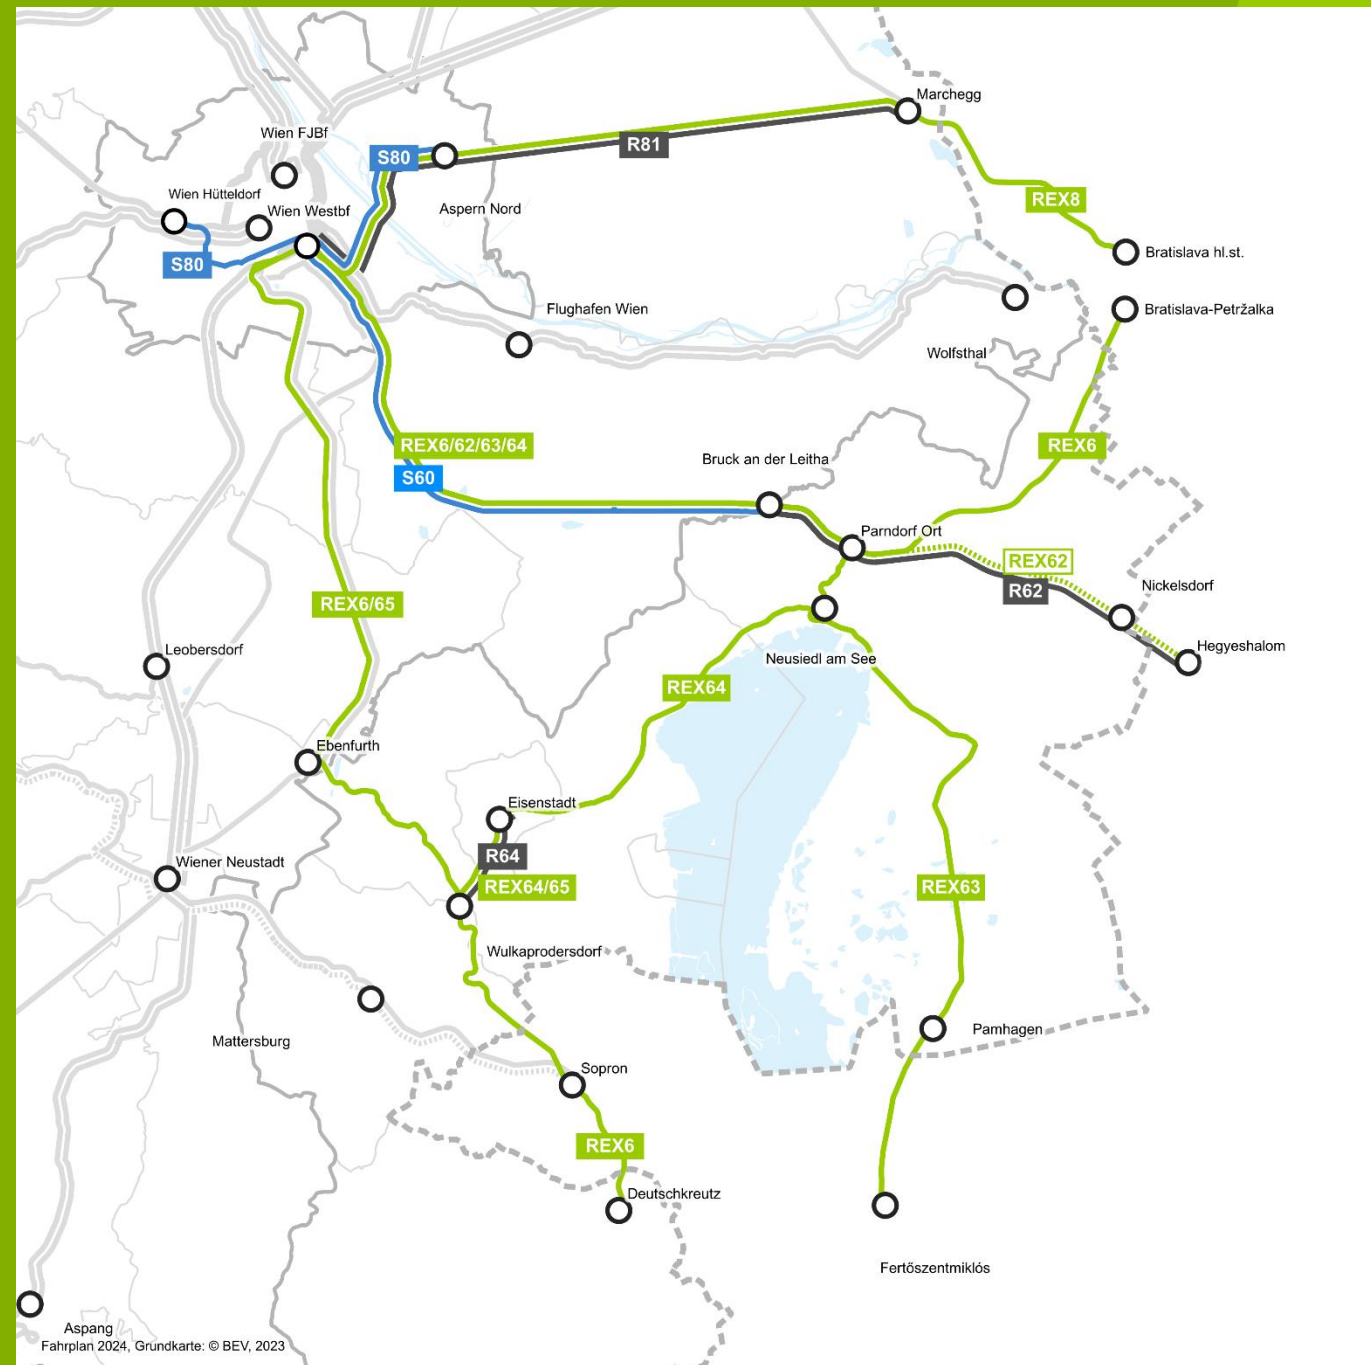 Marchegg
Wien FJBf
R81
S80
Wien Hütteldorf
REX8
Wien Westbf
Aspern Nord
Bratislava hl.st.
S80
Flughafen Wien
Bratislava-Petržalka
Wolfsthal
REX6/62/63/64
REX6
Bruck an der Leitha
S60
Parndorf Ort
REX62
Nickelsdorf
R62
REX6/65
Leobersdorf
Hegyeshalom
Neusiedl am See
REX64
Ebenfurth
Eisenstadt
R64
Wiener Neustadt
REX64/65
REX63
Wulkaprodersdorf
Pamhagen
Mattersburg
Sopron
REX6
Deutschkreutz
Fertőszentmiklós
Aspang
Fahrplan 2024, Grundkarte: © BEV, 2023